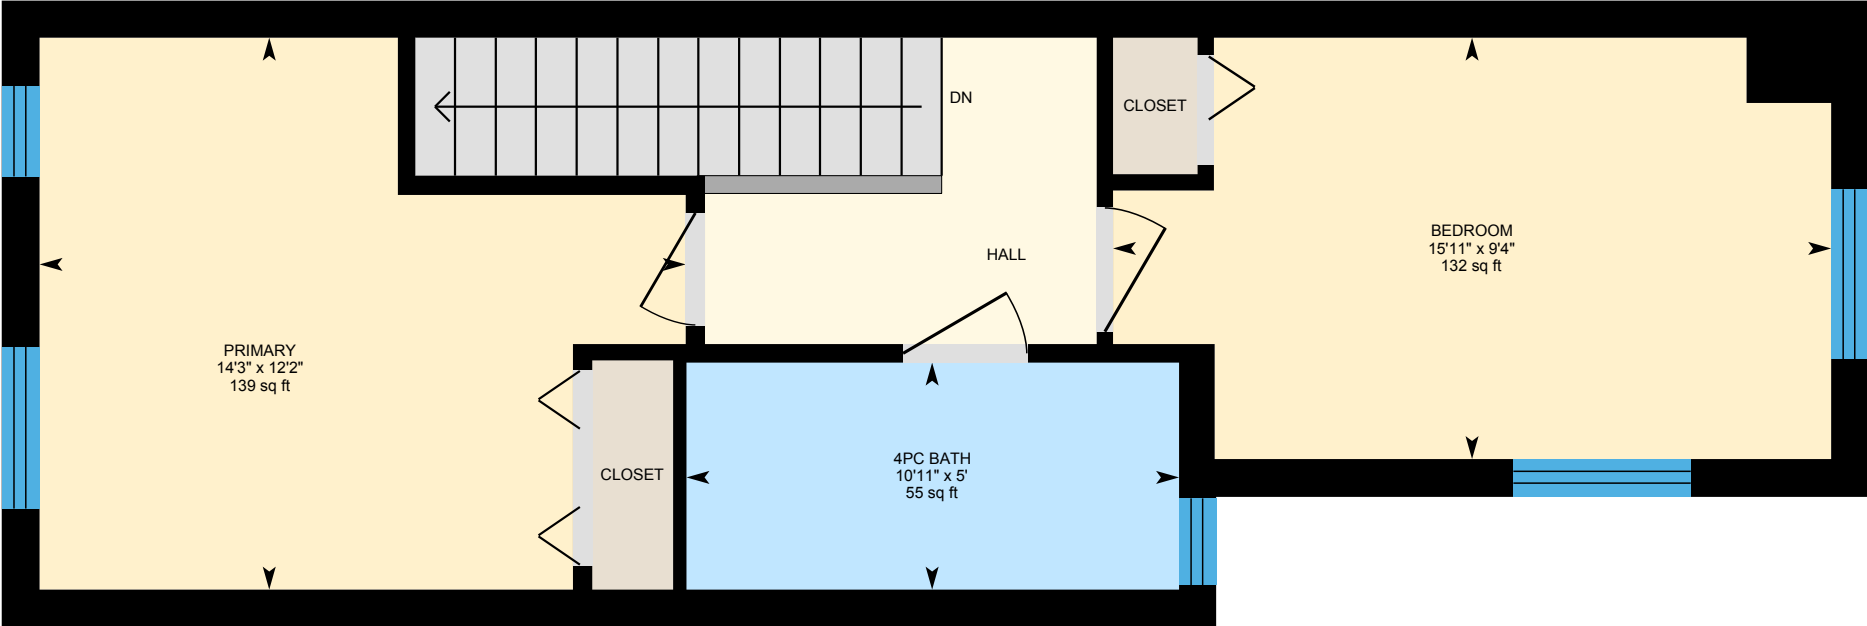 DN
CLOSET
HALL
BEDROOM
15'11" x 9'4"
132 sq ft
PRIMARY
14'3" x 12'2"
139 sq ft
CLOSET
4PC BATH
10'11" x 5'
55 sq ft